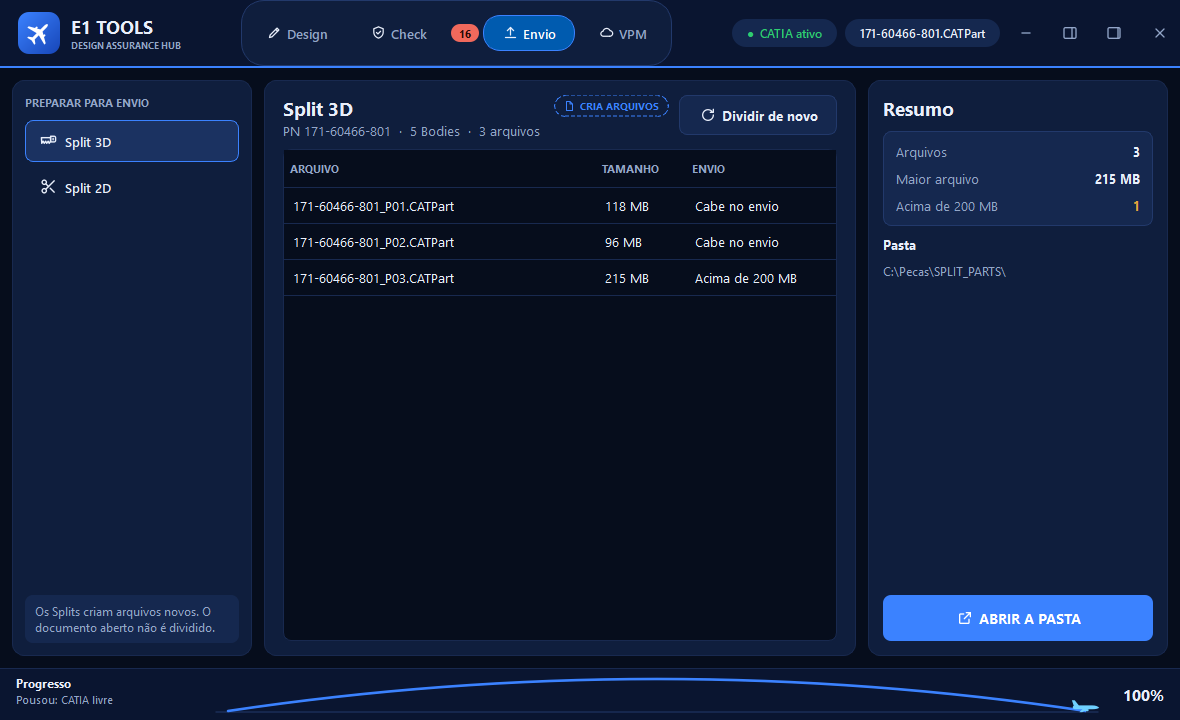 E1 TOOLS
DESIGN ASSURANCE HUB
Design
Check
16
Envio
VPM
● CATIA ativo
171-60466-801.CATPart
PREPARAR PARA ENVIO
Split 3D
Split 2D
Os Splits criam arquivos novos. O
documento aberto não é dividido.
Split 3D
PN 171-60466-801 · 5 Bodies · 3 arquivos
CRIA ARQUIVOS
Dividir de novo
ARQUIVO TAMANHO ENVIO
171-60466-801_P01.CATPart 118 MB Cabe no envio
171-60466-801_P02.CATPart 96 MB Cabe no envio
171-60466-801_P03.CATPart 215 MB Acima de 200 MB
Resumo
Arquivos 3
Maior arquivo 215 MB
Acima de 200 MB 1
Pasta
C:\Pecas\SPLIT_PARTS\
ABRIR A PASTA
Progresso
Pousou: CATIA livre
100%